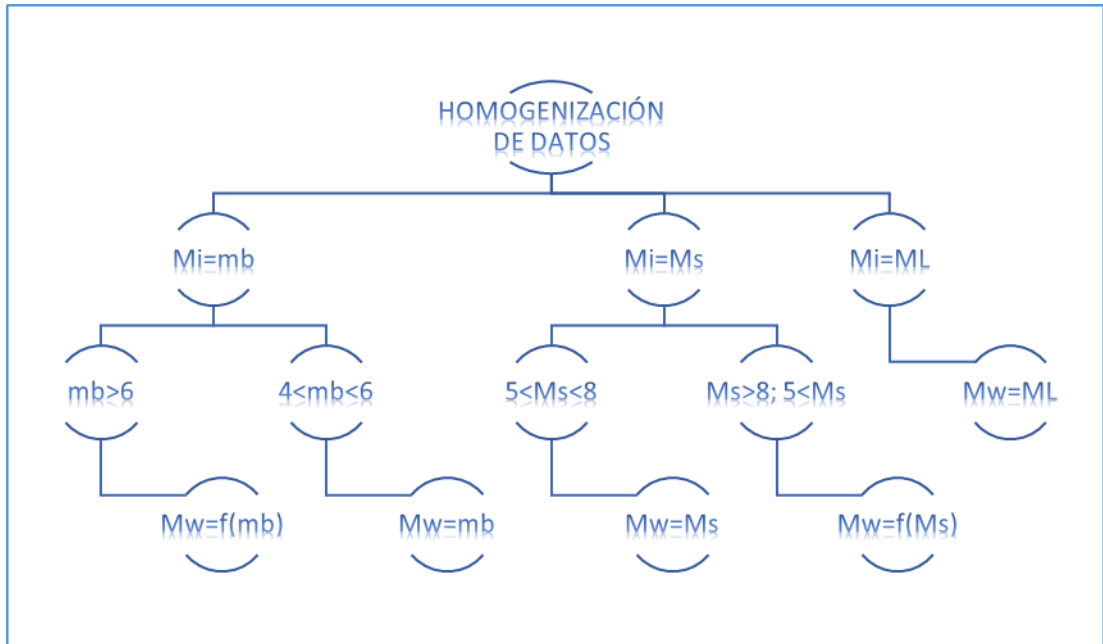 HOMOGENIZACIÓN
DE DATOS
Mi=mb
Mi=Ms
Mi=ML
mb>6
4<mb<6
5<Ms<8
Ms>8; 5<Ms
Mw=ML
Mw=f(mb)
Mw=mb
Mw=Ms
Mw=f(Ms)